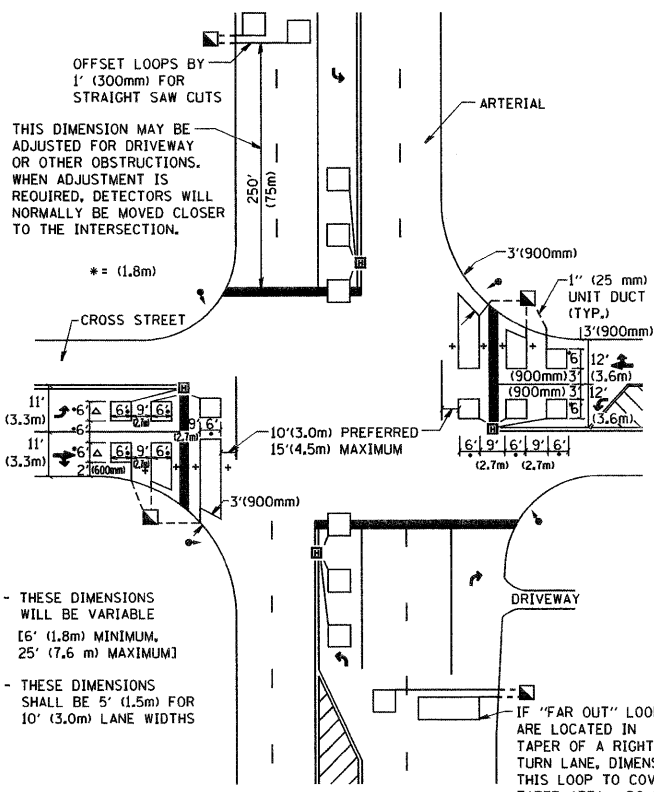 OFFSET LOOPS BY
1' (300mm) FOR
STRAIGHT SAW CUTS
ARTERIAL
THIS DIMENSION MAY BE
ADJUSTED FOR DRIVEWAY
OR OTHER OBSTRUCTIONS.
WHEN ADJUSTMENT IS
REQUIRED, DETECTORS WILL
NORMALLY BE MOVED CLOSER
TO THE INTERSECTION.
250'
(75m)
* = (1.8m)
3'(900mm)
1" (25 mm)
UNIT DUCT
(TYP.)
CROSS STREET
H
3'(900mm)
6'
12'
(3.6m)
(900mm)3'
(900mm)3'
12'
6'
(3.6m)
H
6' 9' 6' 9' 6'
(2.7m) (2.7m)
H
11'
(3.3m)
6' 6' 9' 6' 9' 6'
(2.7m)
(2.7m)
6'
11'
(3.3m)
6' 6' 9' 6'
(2.7m)
2' (600mm)
10'(3.0m) PREFERRED
15'(4.5m) MAXIMUM
3'(900mm)
H
DRIVEWAY
- THESE DIMENSIONS
WILL BE VARIABLE
[6' (1.8m) MINIMUM,
25' (7.6 m) MAXIMUM]
- THESE DIMENSIONS
SHALL BE 5' (1.5m) FOR
10' (3.0m) LANE WIDTHS
IF "FAR OUT" LOO
ARE LOCATED IN
TAPER OF A RIGHT
TURN LANE, DIMENS
THIS LOOP TO COV